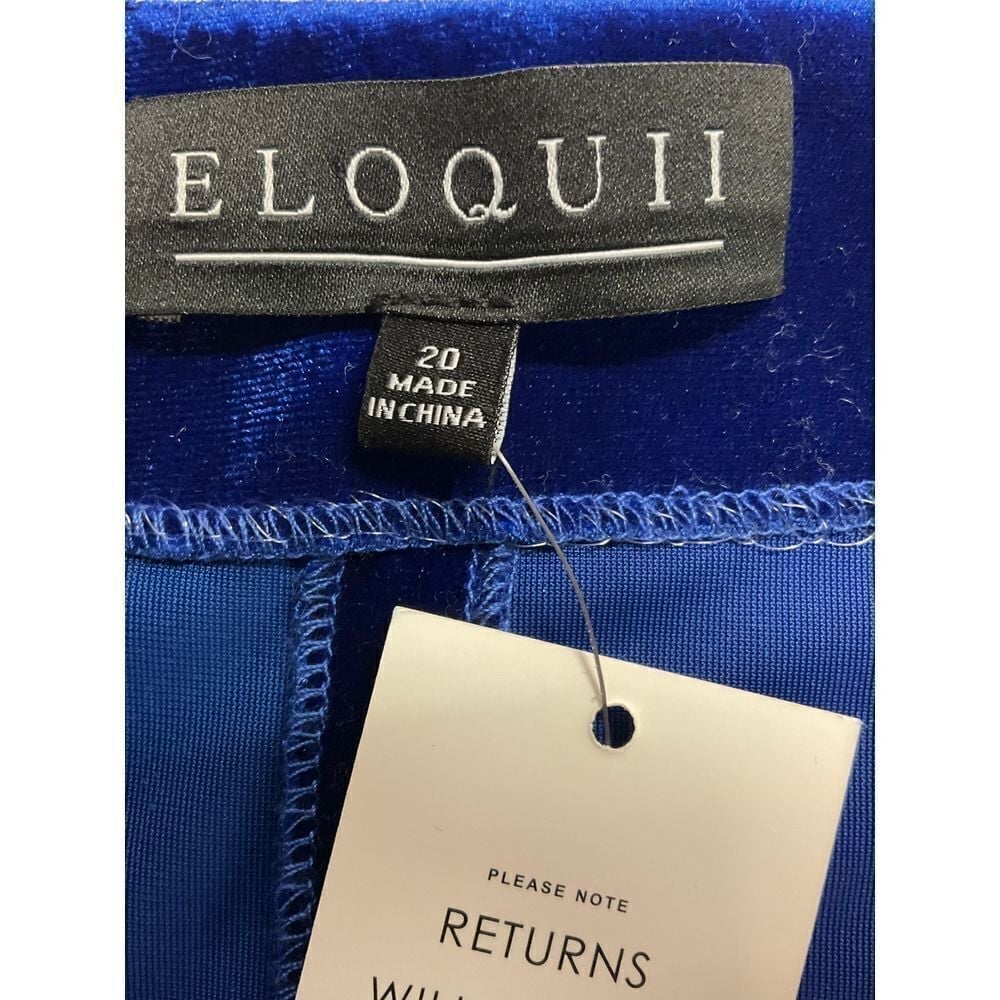 ELOQUII
20
MADE
IN CHINA
PLEASE NOTE
RETURNS